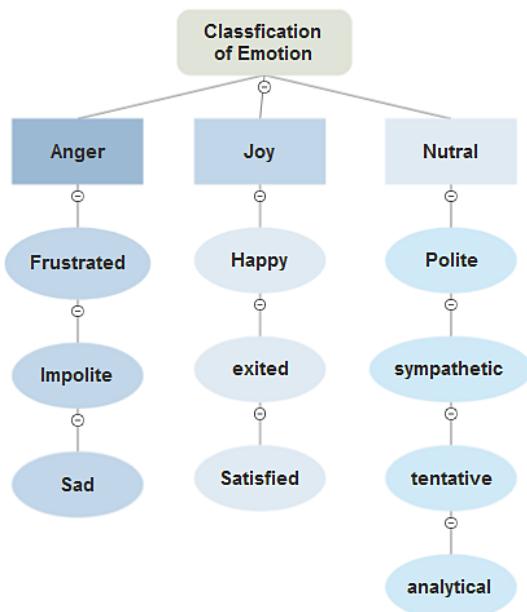 Classfication
of Emotion
Anger
Joy
Nutral
Frustrated
Happy
Polite
Impolite
exited
sympathetic
Sad
Satisfied
tentative
analytical